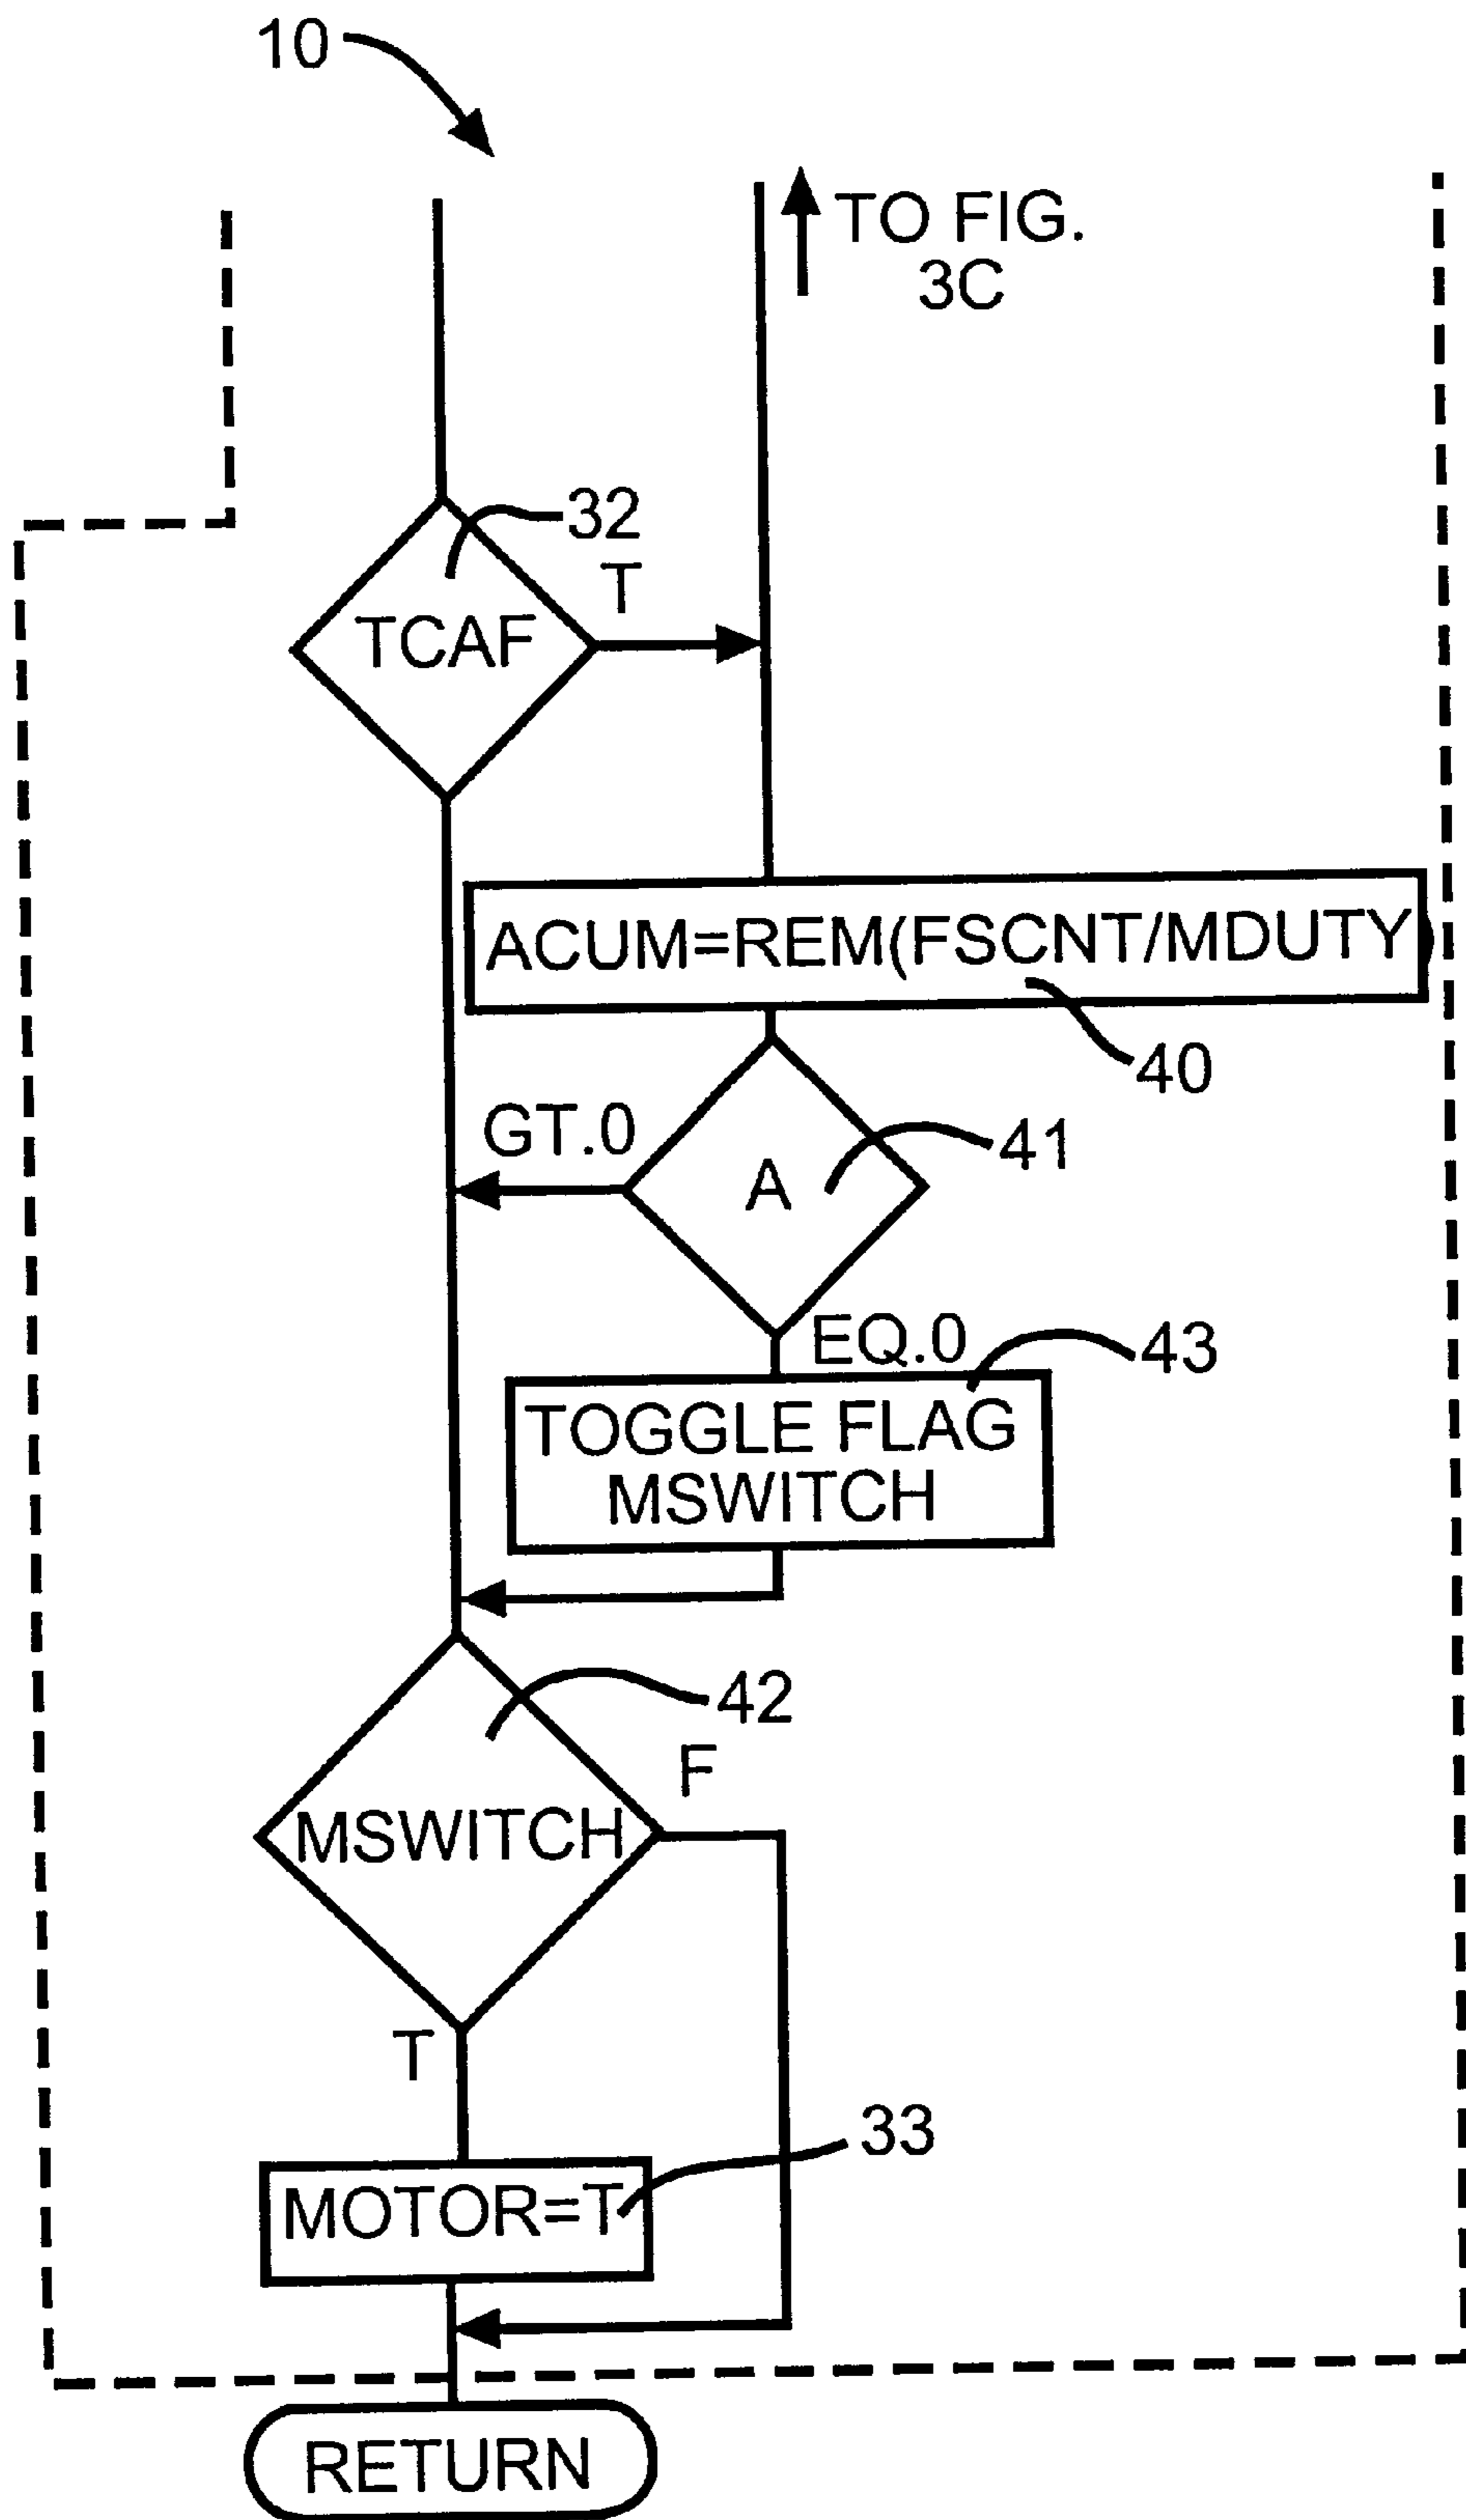 10
TO FIG.
3C
32
T
TCAF
ACUM=REM(FSCNT/MDUTY)
40
GT.0
41
A
EQ.0
43
TOGGLE FLAG
MSWITCH
42
F
MSWITCH
T
33
MOTOR=T
RETURN